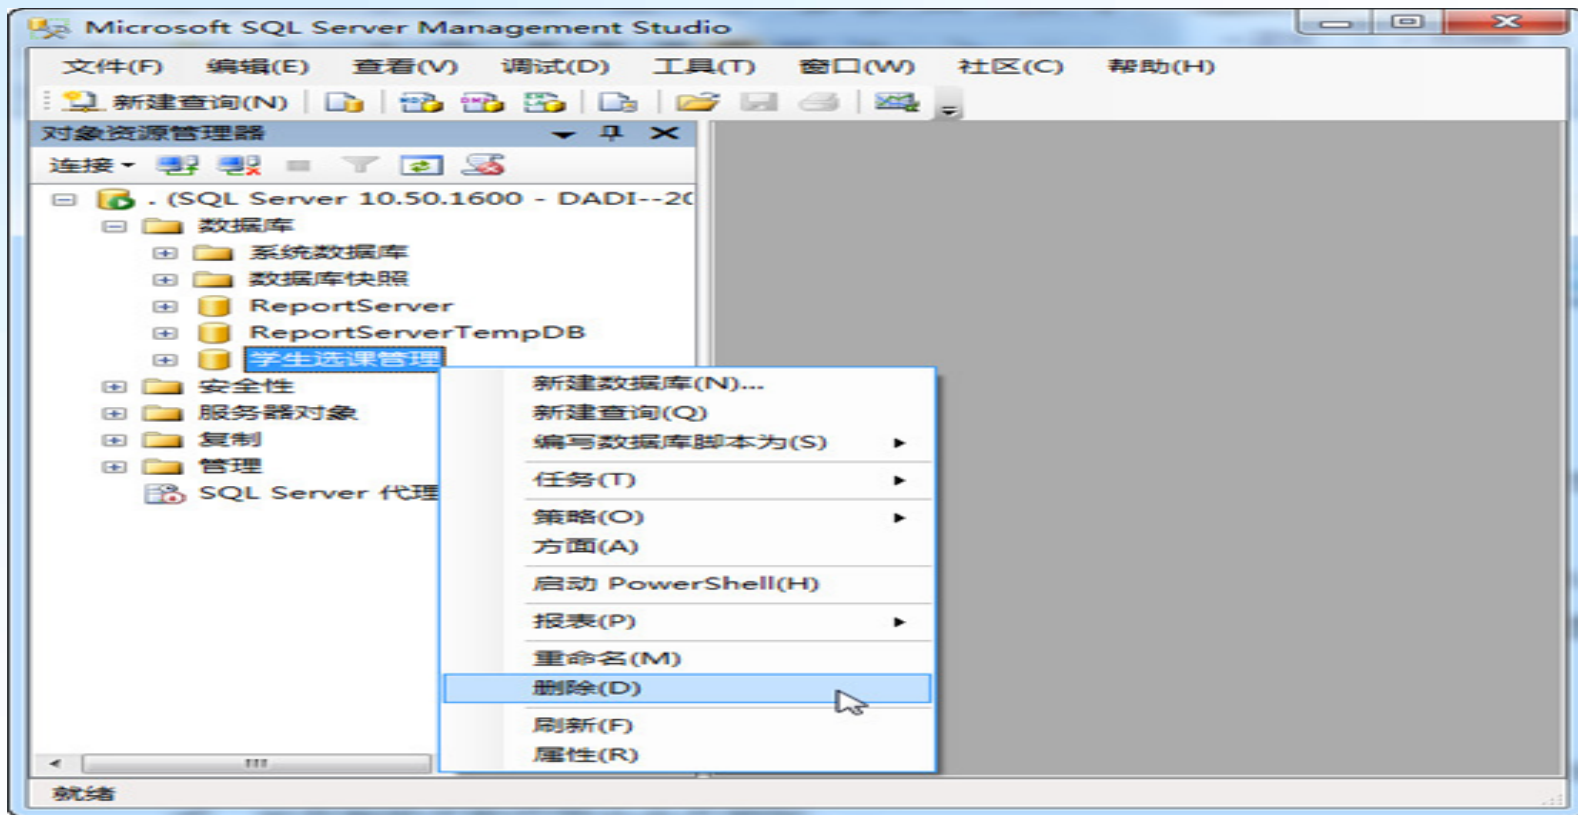 Microsoft SQL Server Management Studio
文件(F) 编辑(E) 查看(V) 调试(D) 工具(T) 窗口(W) 社区(C) 帮助(H)
新建查询(N)
对象资源管理器
连接
. (SQL Server 10.50.1600 - DADI--20
数据库
系统数据库
数据库快照
ReportServer
ReportServerTempDB
学生选课管理
安全性
服务器对象
复制
管理
SQL Server 代理
新建数据库(N)...
新建查询(Q)
编写数据库脚本为(S)
任务(T)
策略(O)
方面(A)
启动 PowerShell(H)
报表(P)
重命名(M)
删除(D)
刷新(F)
属性(R)
就绪